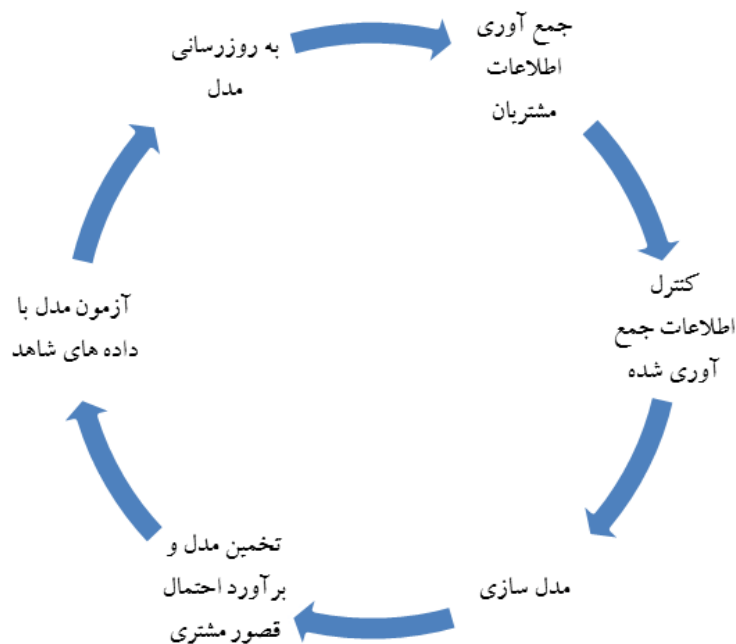 جمع آوری
اطلاعات
مشتریان
کنترل
اطلاعات جمع
آوری شده
مدل سازی
تخمین مدل و
برآورد احتمال
قصور مشتری
آزمون مدل با
داده های شاهد
به روزرسانی
مدل